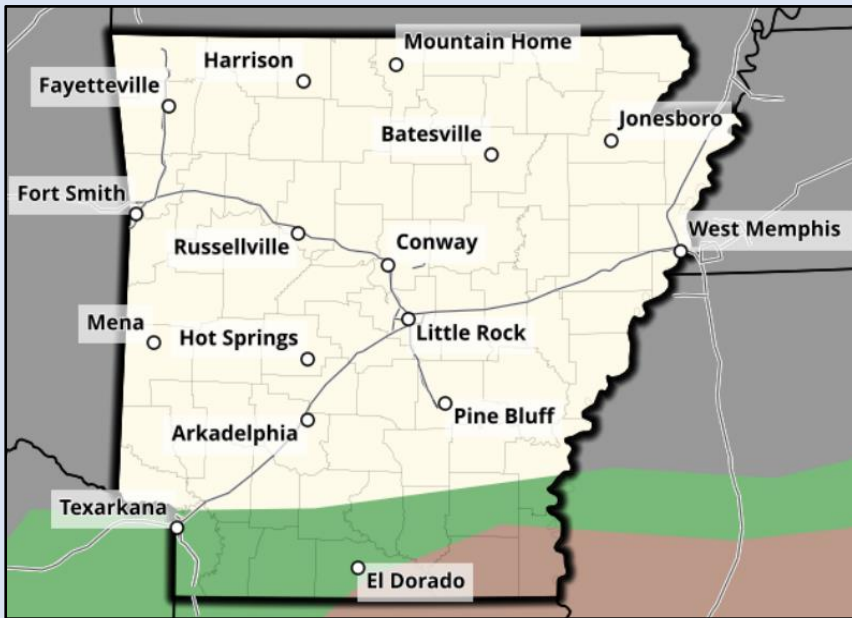 Mountain Home
Harrison
Fayetteville
Jonesboro
Batesville
Fort Smith
West Memphis
Russellville
Conway
Mena
Hot Springs
Little Rock
Pine Bluff
Arkadelphia
Texarkana
El Dorado